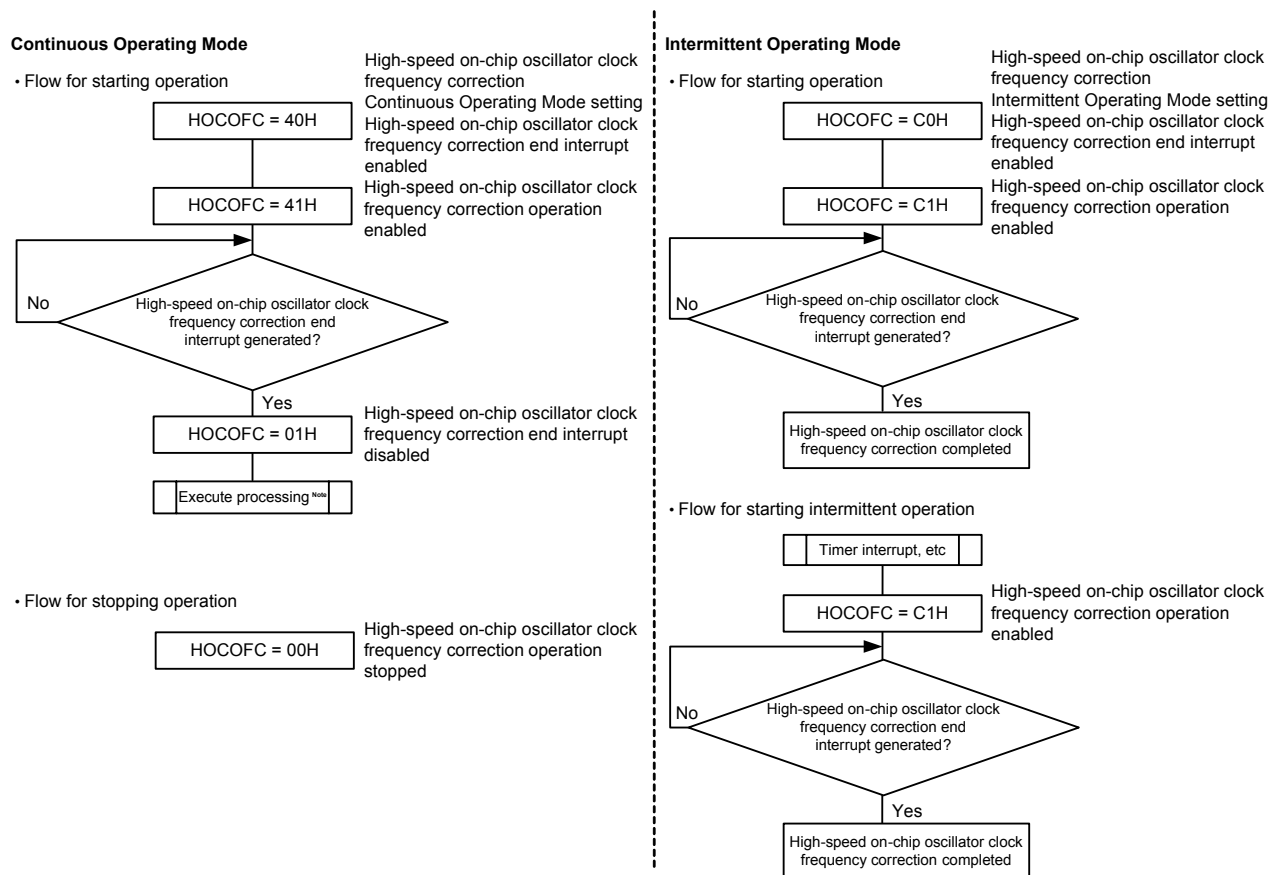 Continuous Operating Mode
• Flow for starting operation
HOCOFC = 40H
High-speed on-chip oscillator clock
frequency correction
Continuous Operating Mode setting
High-speed on-chip oscillator clock
frequency correction end interrupt
enabled
HOCOFC = 41H
High-speed on-chip oscillator clock
frequency correction operation
enabled
No
High-speed on-chip oscillator clock
frequency correction end
interrupt generated?
Yes
HOCOFC = 01H
High-speed on-chip oscillator clock
frequency correction end interrupt
disabled
Execute processing Note
• Flow for stopping operation
HOCOFC = 00H
High-speed on-chip oscillator clock
frequency correction operation
stopped
Intermittent Operating Mode
• Flow for starting operation
HOCOFC = C0H
High-speed on-chip oscillator clock
frequency correction
Intermittent Operating Mode setting
High-speed on-chip oscillator clock
frequency correction end interrupt
enabled
HOCOFC = C1H
High-speed on-chip oscillator clock
frequency correction operation
enabled
No
High-speed on-chip oscillator clock
frequency correction end
interrupt generated?
Yes
High-speed on-chip oscillator clock
frequency correction completed
• Flow for starting intermittent operation
Timer interrupt, etc
HOCOFC = C1H
High-speed on-chip oscillator clock
frequency correction operation
enabled
No
High-speed on-chip oscillator clock
frequency correction end
interrupt generated?
Yes
High-speed on-chip oscillator clock
frequency correction completed